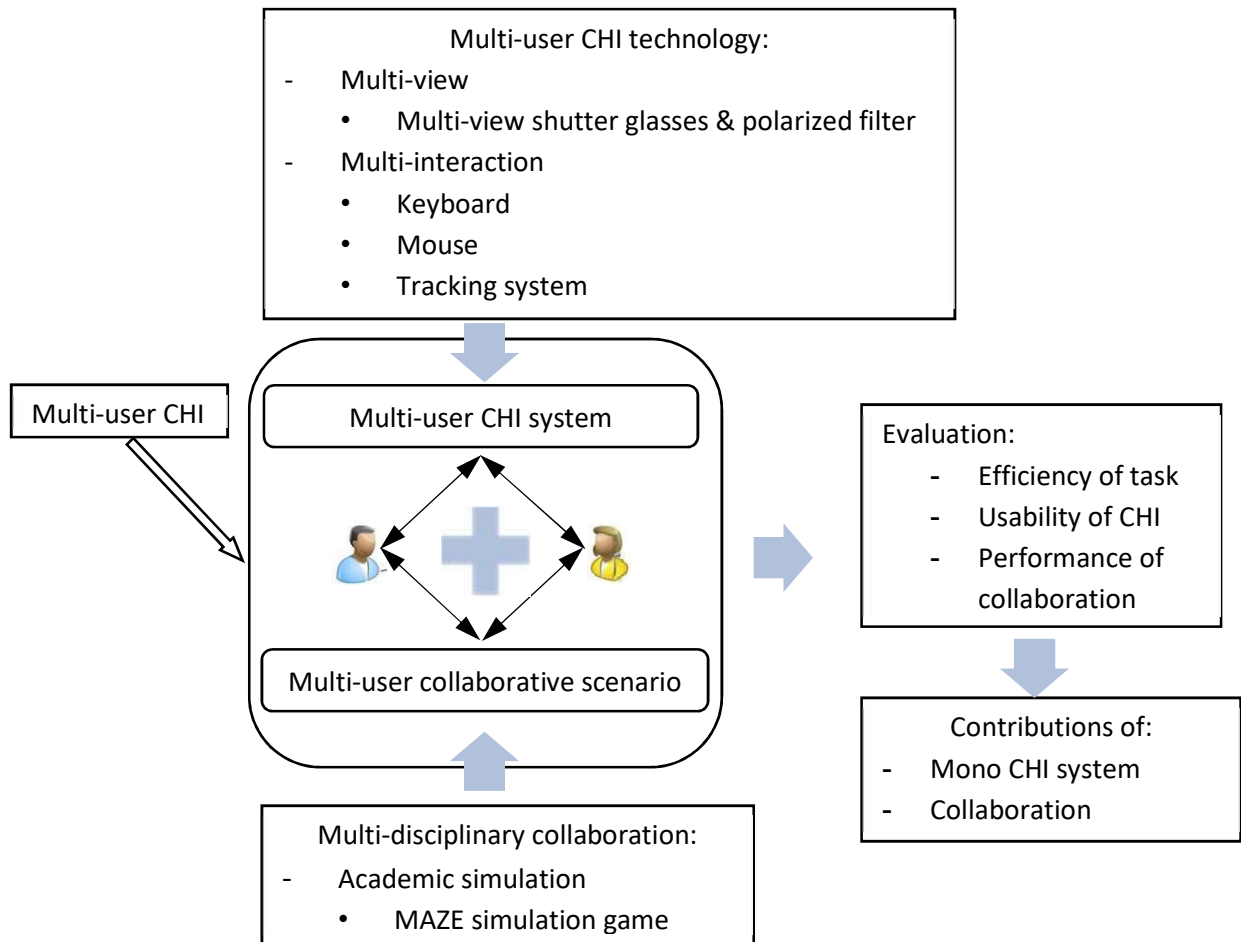 Multi-user CHI technology:
- Multi-view
• Multi-view shutter glasses & polarized filter
- Multi-interaction
• Keyboard
• Mouse
• Tracking system
Multi-user CHI
Multi-user CHI system
Multi-user collaborative scenario
Evaluation:
- Efficiency of task
- Usability of CHI
- Performance of
collaboration
Contributions of:
- Mono CHI system
- Collaboration
Multi-disciplinary collaboration:
- Academic simulation
• MAZE simulation game